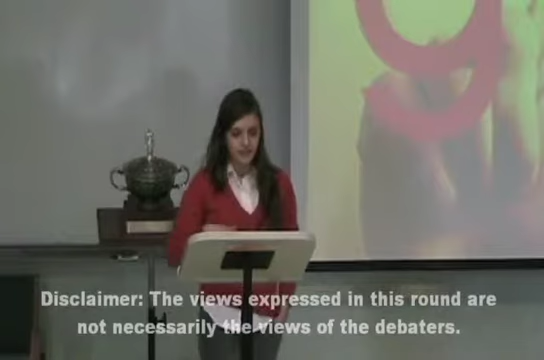 Disclaimer: The views expressed in this round are
not necessarily the views of the debaters.